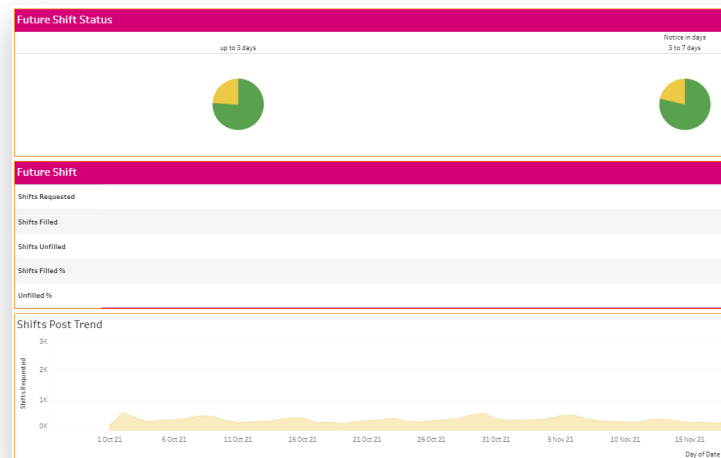 Future Shift Status
Notice in days
up to 3 days
3 to 7 days
Future Shift
Shifts Requested
Shifts Filled
Shifts Unfilled
Shifts Filled %
Unfilled %
Shifts Post Trend
Shifts Requested
3K
2K
1K
0K
1 Oct 21
6 Oct 21
11 Oct 21
16 Oct 21
21 Oct 21
26 Oct 21
31 Oct 21
5 Nov 21
10 Nov 21
15 Nov 21
Day of Date